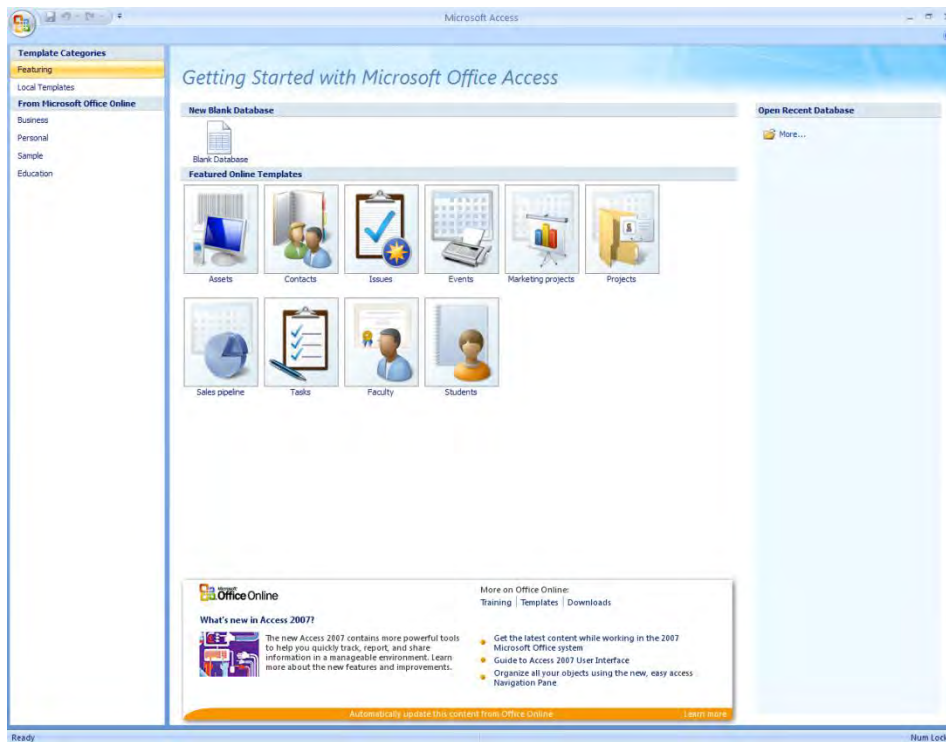 Microsoft Access
Template Categories
Featuring
Local Templates
From Microsoft Office Online
Business
Personal
Sample
Education
Getting Started with Microsoft Office Access
New Blank Database
Blank Database
Featured Online Templates
Assets
Contacts
Issues
Events
Marketing projects
Projects
Sales pipeline
Tasks
Faculty
Students
Open Recent Database
More...
Microsoft
Office Online
What's new in Access 2007?
The new Access 2007 contains more powerful tools
to help you quickly track, report, and share
information in a manageable environment. Learn
more about the new features and improvements.
More on Office Online:
Training | Templates | Downloads
Get the latest content while working in the 2007
Microsoft Office system
Guide to Access 2007 User Interface
Organize all your objects using the new, easy access
Navigation Pane
Automatically update this content from Office Online
Learn more
Ready
Num Lock